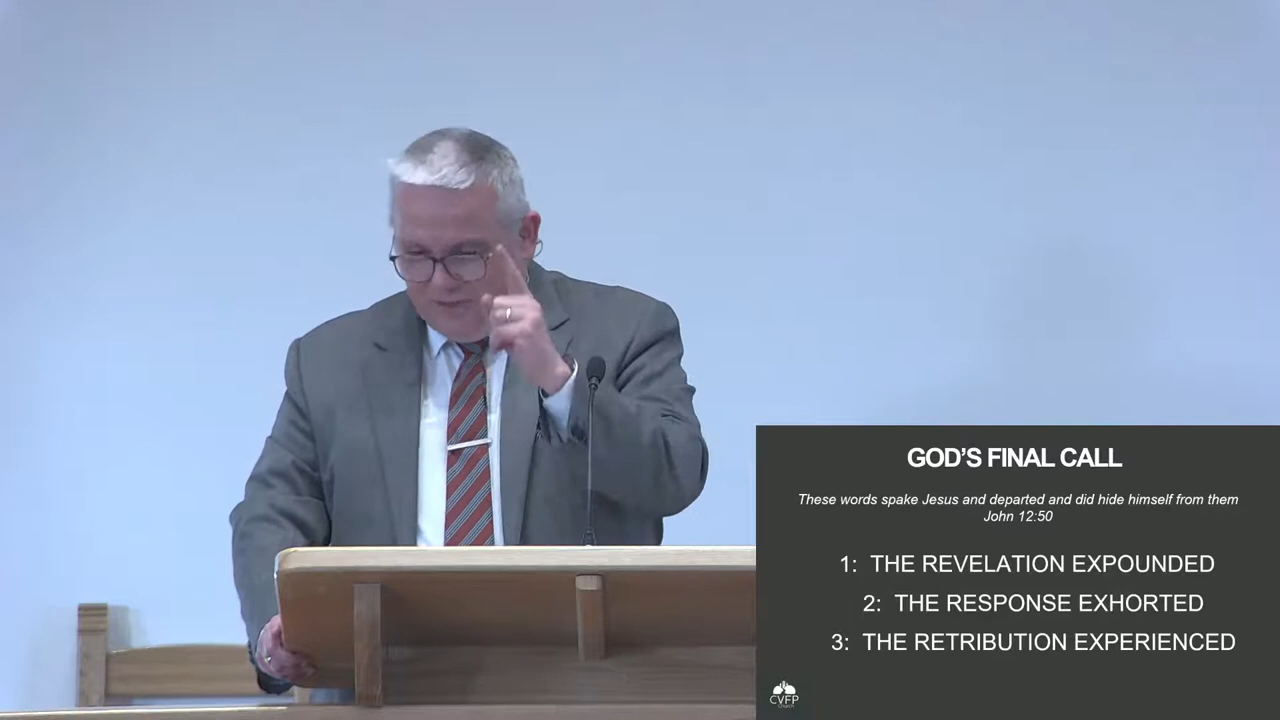 GOD'S FINAL CALL
These words spake Jesus and departed and did hide himself from them
John 12:50
1: THE REVELATION EXPOUNDED
2: THE RESPONSE EXHORTED
3: THE RETRIBUTION EXPERIENCED
CVFP
Church